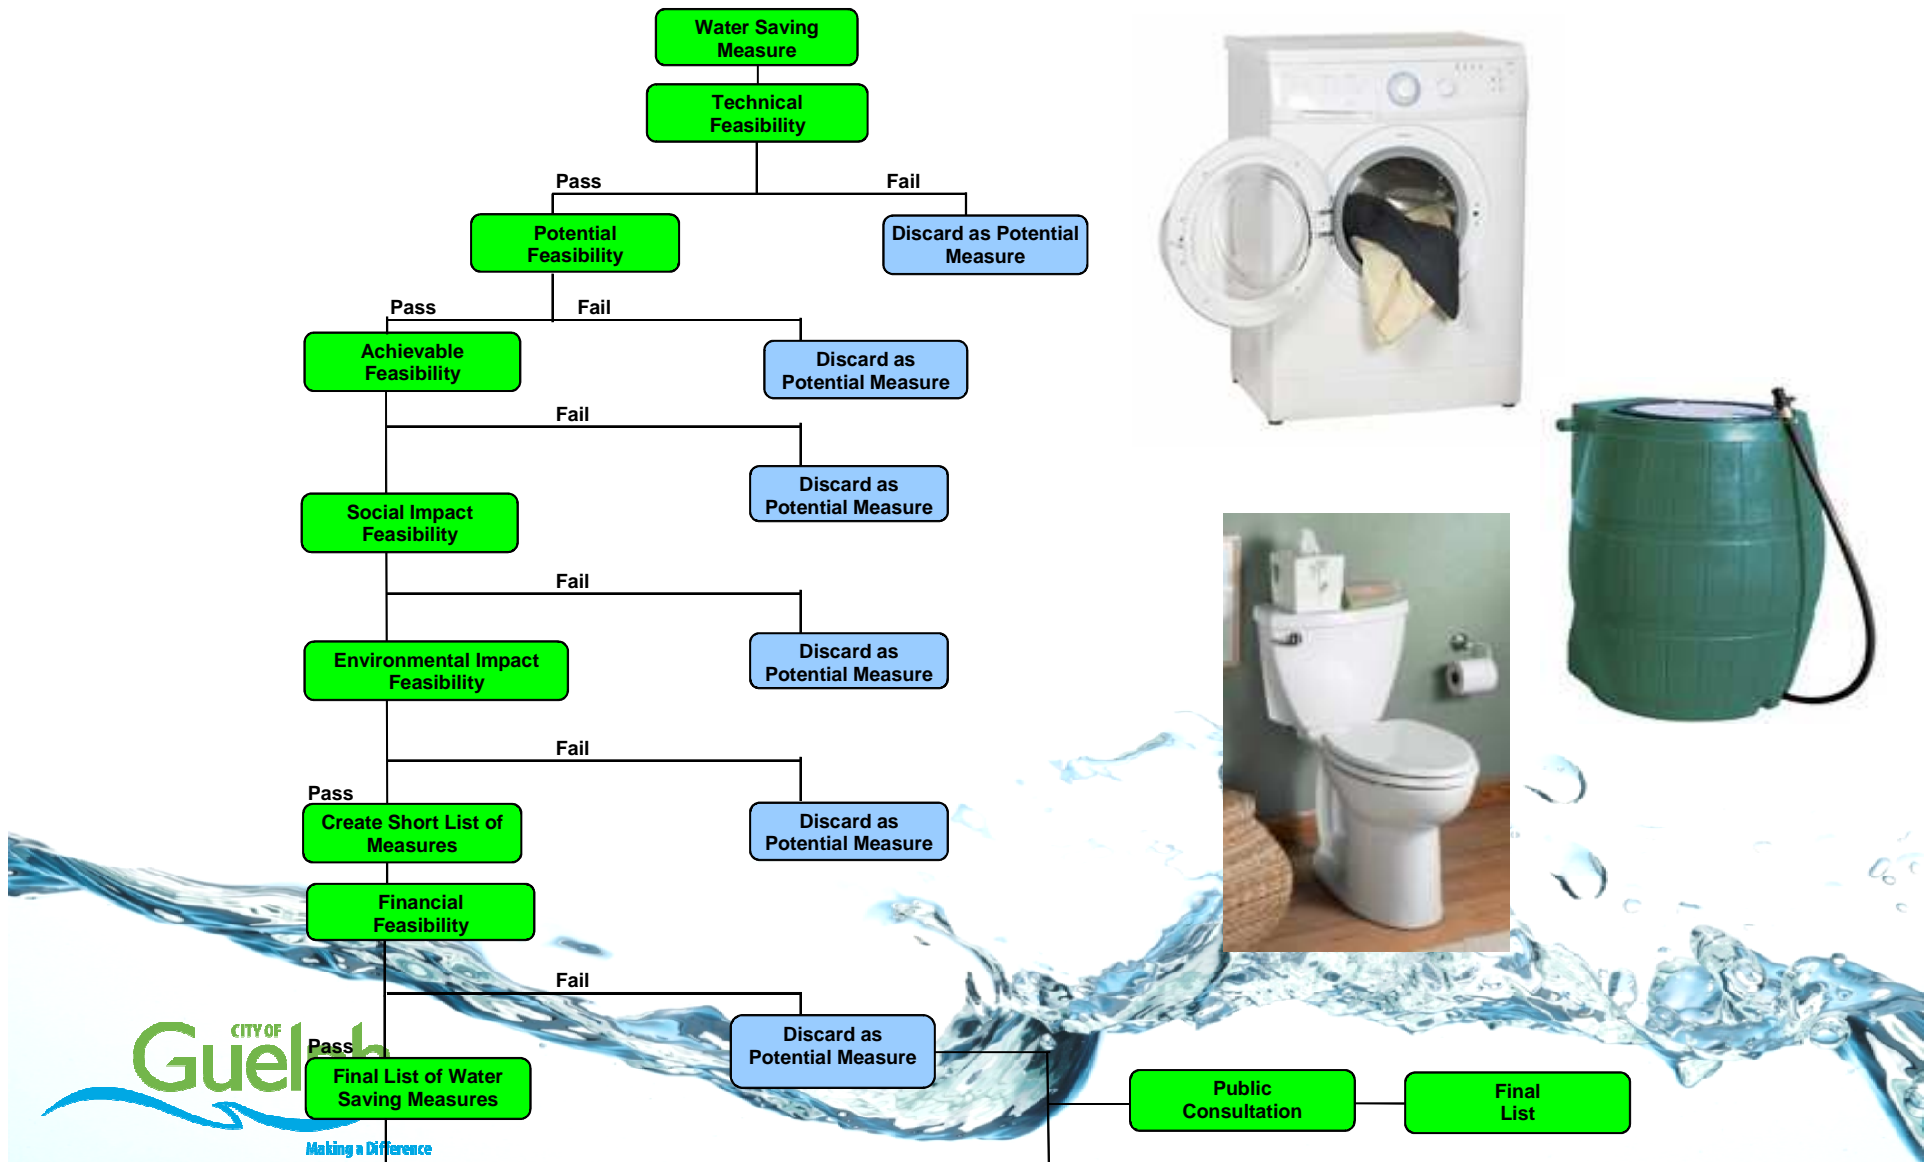 Water Saving
Measure
Technical
Feasibility
Pass
Fail
Potential
Feasibility
Discard as Potential
Measure
Pass
Fail
Achievable
Feasibility
Discard as
Potential Measure
Fail
Discard as
Potential Measure
Social Impact
Feasibility
Fail
Discard as
Potential Measure
Environmental Impact
Feasibility
Fail
Pass
Create Short List of
Measures
Discard as
Potential Measure
Financial
Feasibility
Fail
CITY OF
Guelph
Pass
Discard as
Potential Measure
Final List of Water
Saving Measures
Public
Consultation
Final
List
Making a Difference